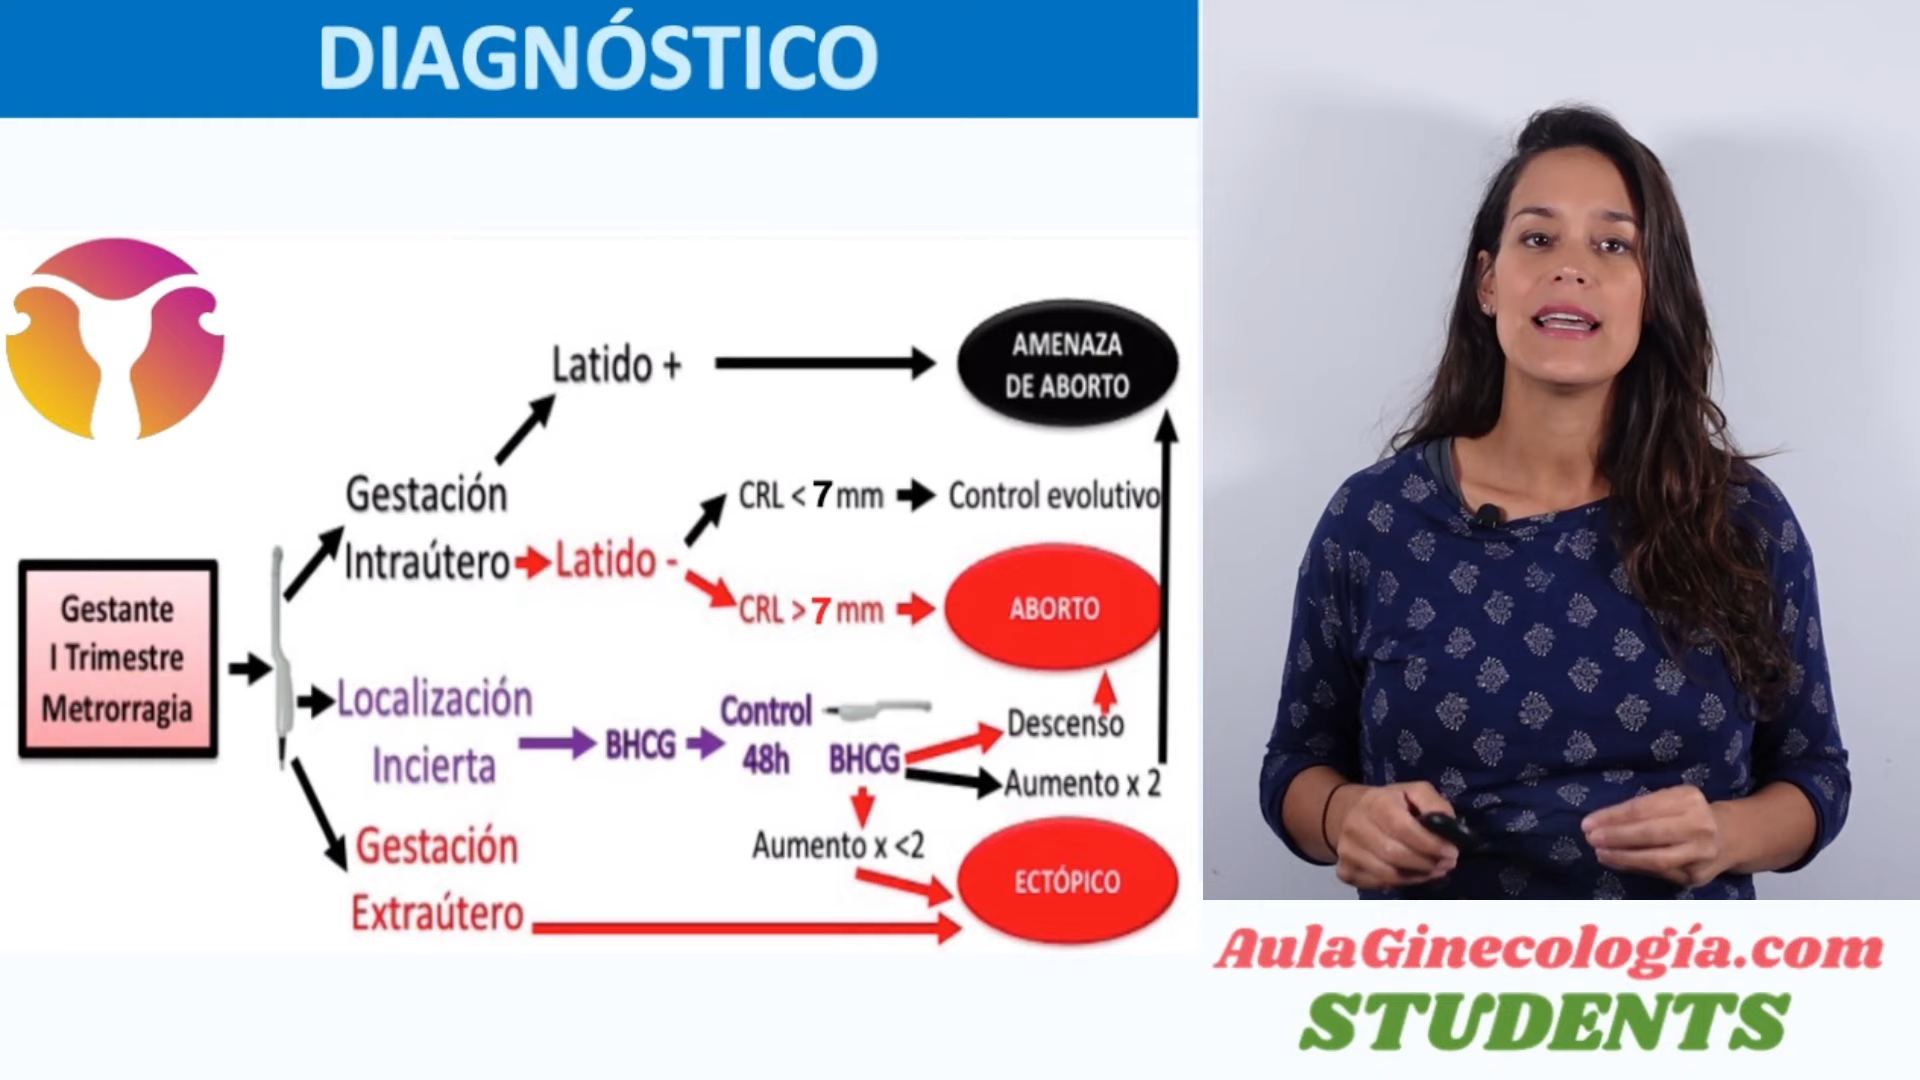 DIAGNÓSTICO
Latido +
AMENAZA
DE ABORTO
Gestación
Intraútero
Latido -
CRL < 7 mm
Control evolutivo
CRL > 7 mm
ABORTO
Gestante
I Trimestre
Metrorragia
Localización
Incierta
BHCG
Control
48h
BHCG
Descenso
Aumento x 2
Aumento x <2
Gestación
Extraútero
ECTÓPICO
AulaGinecología.com
STUDENTS